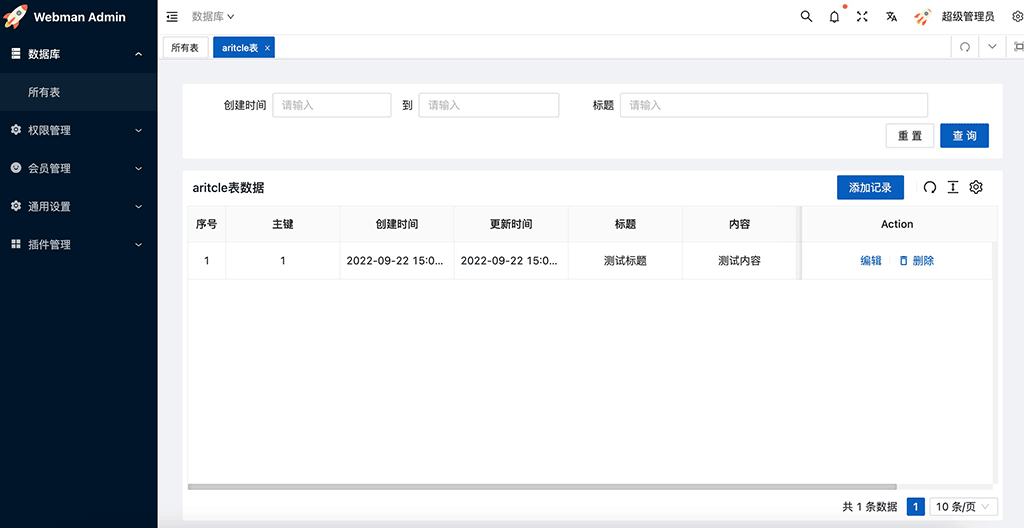 Webman Admin
数据库
超级管理员
数据库
所有表
权限管理
会员管理
通用设置
插件管理
所有表 aritcle表 ×
创建时间 请输入 到 请输入 标题 请输入
重 置 查 询
aritcle表数据 添加记录
序号 主键 创建时间 更新时间 标题 内容 Action
1 1 2022-09-22 15:0... 2022-09-22 15:0... 测试标题 测试内容 编辑 删除
共 1 条数据 1 10 条/页